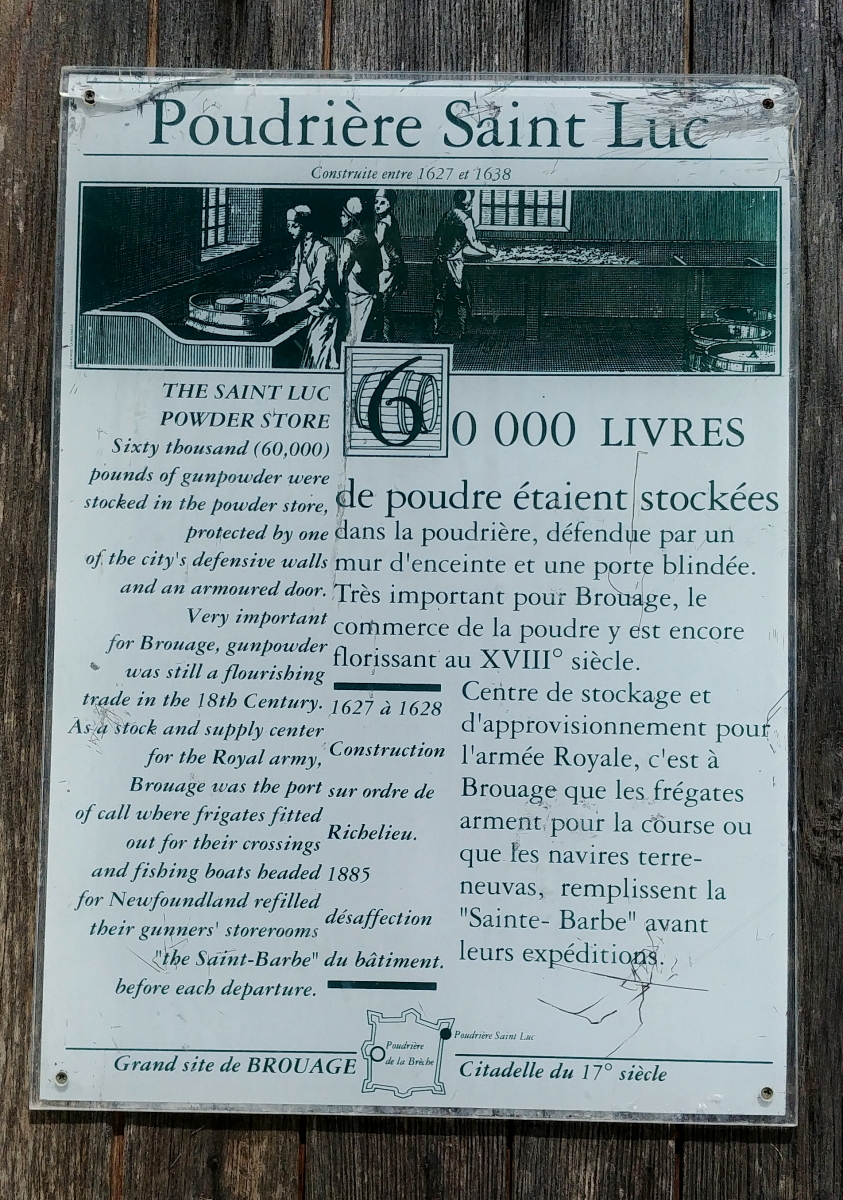 Poudrière Saint Luc
Construite entre 1627 et 1638
THE SAINT LUC
POWDER STORE
Sixty thousand (60,000)
pounds of gunpowder were
stocked in the powder store,
protected by one
of the city's defensive walls
and an armoured door.
Very important
for Brouage, gunpowder
was still a flourishing
trade in the 18th Century.
As a stock and supply center
for the Royal army,
Brouage was the port
of call where frigates fitted
out for their crossings
and fishing boats headed
for Newfoundland refilled
their gunners' storerooms
"the Saint-Barbe"
before each departure.
60 000 LIVRES
de poudre étaient stockées
dans la poudrière, défendue par un
mur d'enceinte et une porte blindée.
Très important pour Brouage, le
commerce de la poudre y est encore
florissant au XVIII° siècle.
1627 à 1628
Construction
sur ordre de
Richelieu.
1885
désaffection
du bâtiment.
Centre de stockage et
d'approvisionnement pour
l'armée Royale, c'est à
Brouage que les frégates
arment pour la course ou
que les navires terre-
neuvas, remplissent la
"Sainte- Barbe" avant
leurs expéditions.
Poudrière Saint Luc
Poudrière
de la Brèche
Grand site de BROUAGE
Citadelle du 17° siècle